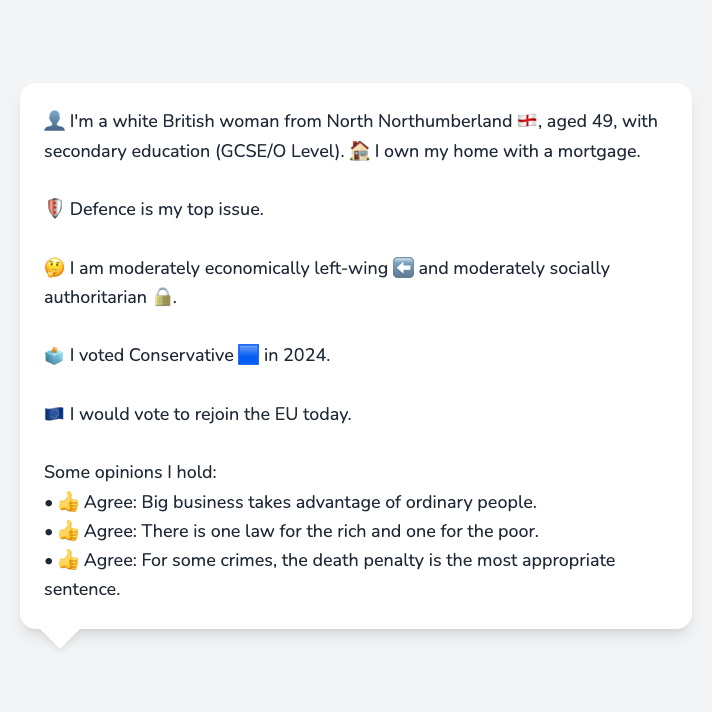 👤 I'm a white British woman from North Northumberland 🏴󠁧󠁢󠁥󠁮󠁧󠁿, aged 49, with
secondary education (GCSE/O Level). 🏠 I own my home with a mortgage.
🛡️ Defence is my top issue.
🤔 I am moderately economically left-wing ⬅️ and moderately socially
authoritarian 🔒.
🗳️ I voted Conservative 🟦 in 2024.
🇪🇺 I would vote to rejoin the EU today.
Some opinions I hold:
• 👍 Agree: Big business takes advantage of ordinary people.
• 👍 Agree: There is one law for the rich and one for the poor.
• 👍 Agree: For some crimes, the death penalty is the most appropriate
sentence.